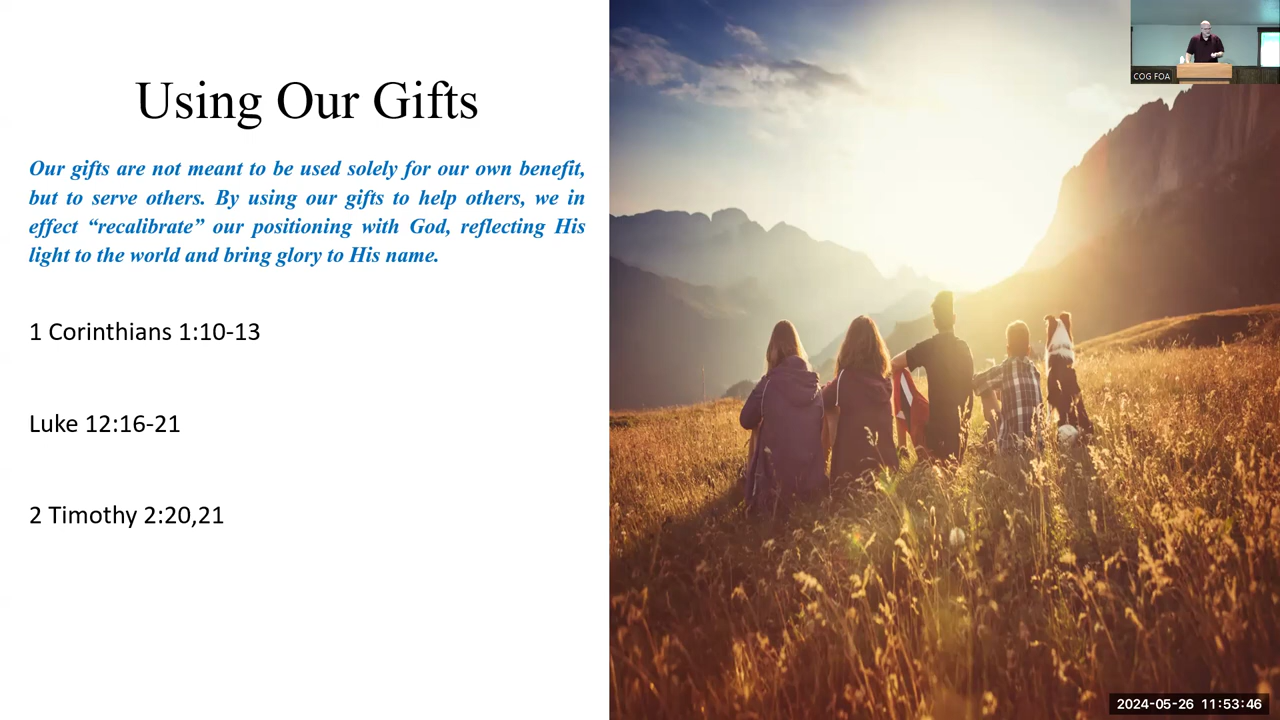 Using Our Gifts
Our gifts are not meant to be used solely for our own benefit,
but to serve others. By using our gifts to help others, we in
effect “recalibrate” our positioning with God, reflecting His
light to the world and bring glory to His name.
1 Corinthians 1:10-13
Luke 12:16-21
2 Timothy 2:20,21
COG FOA
2024-05-26 11:53:46